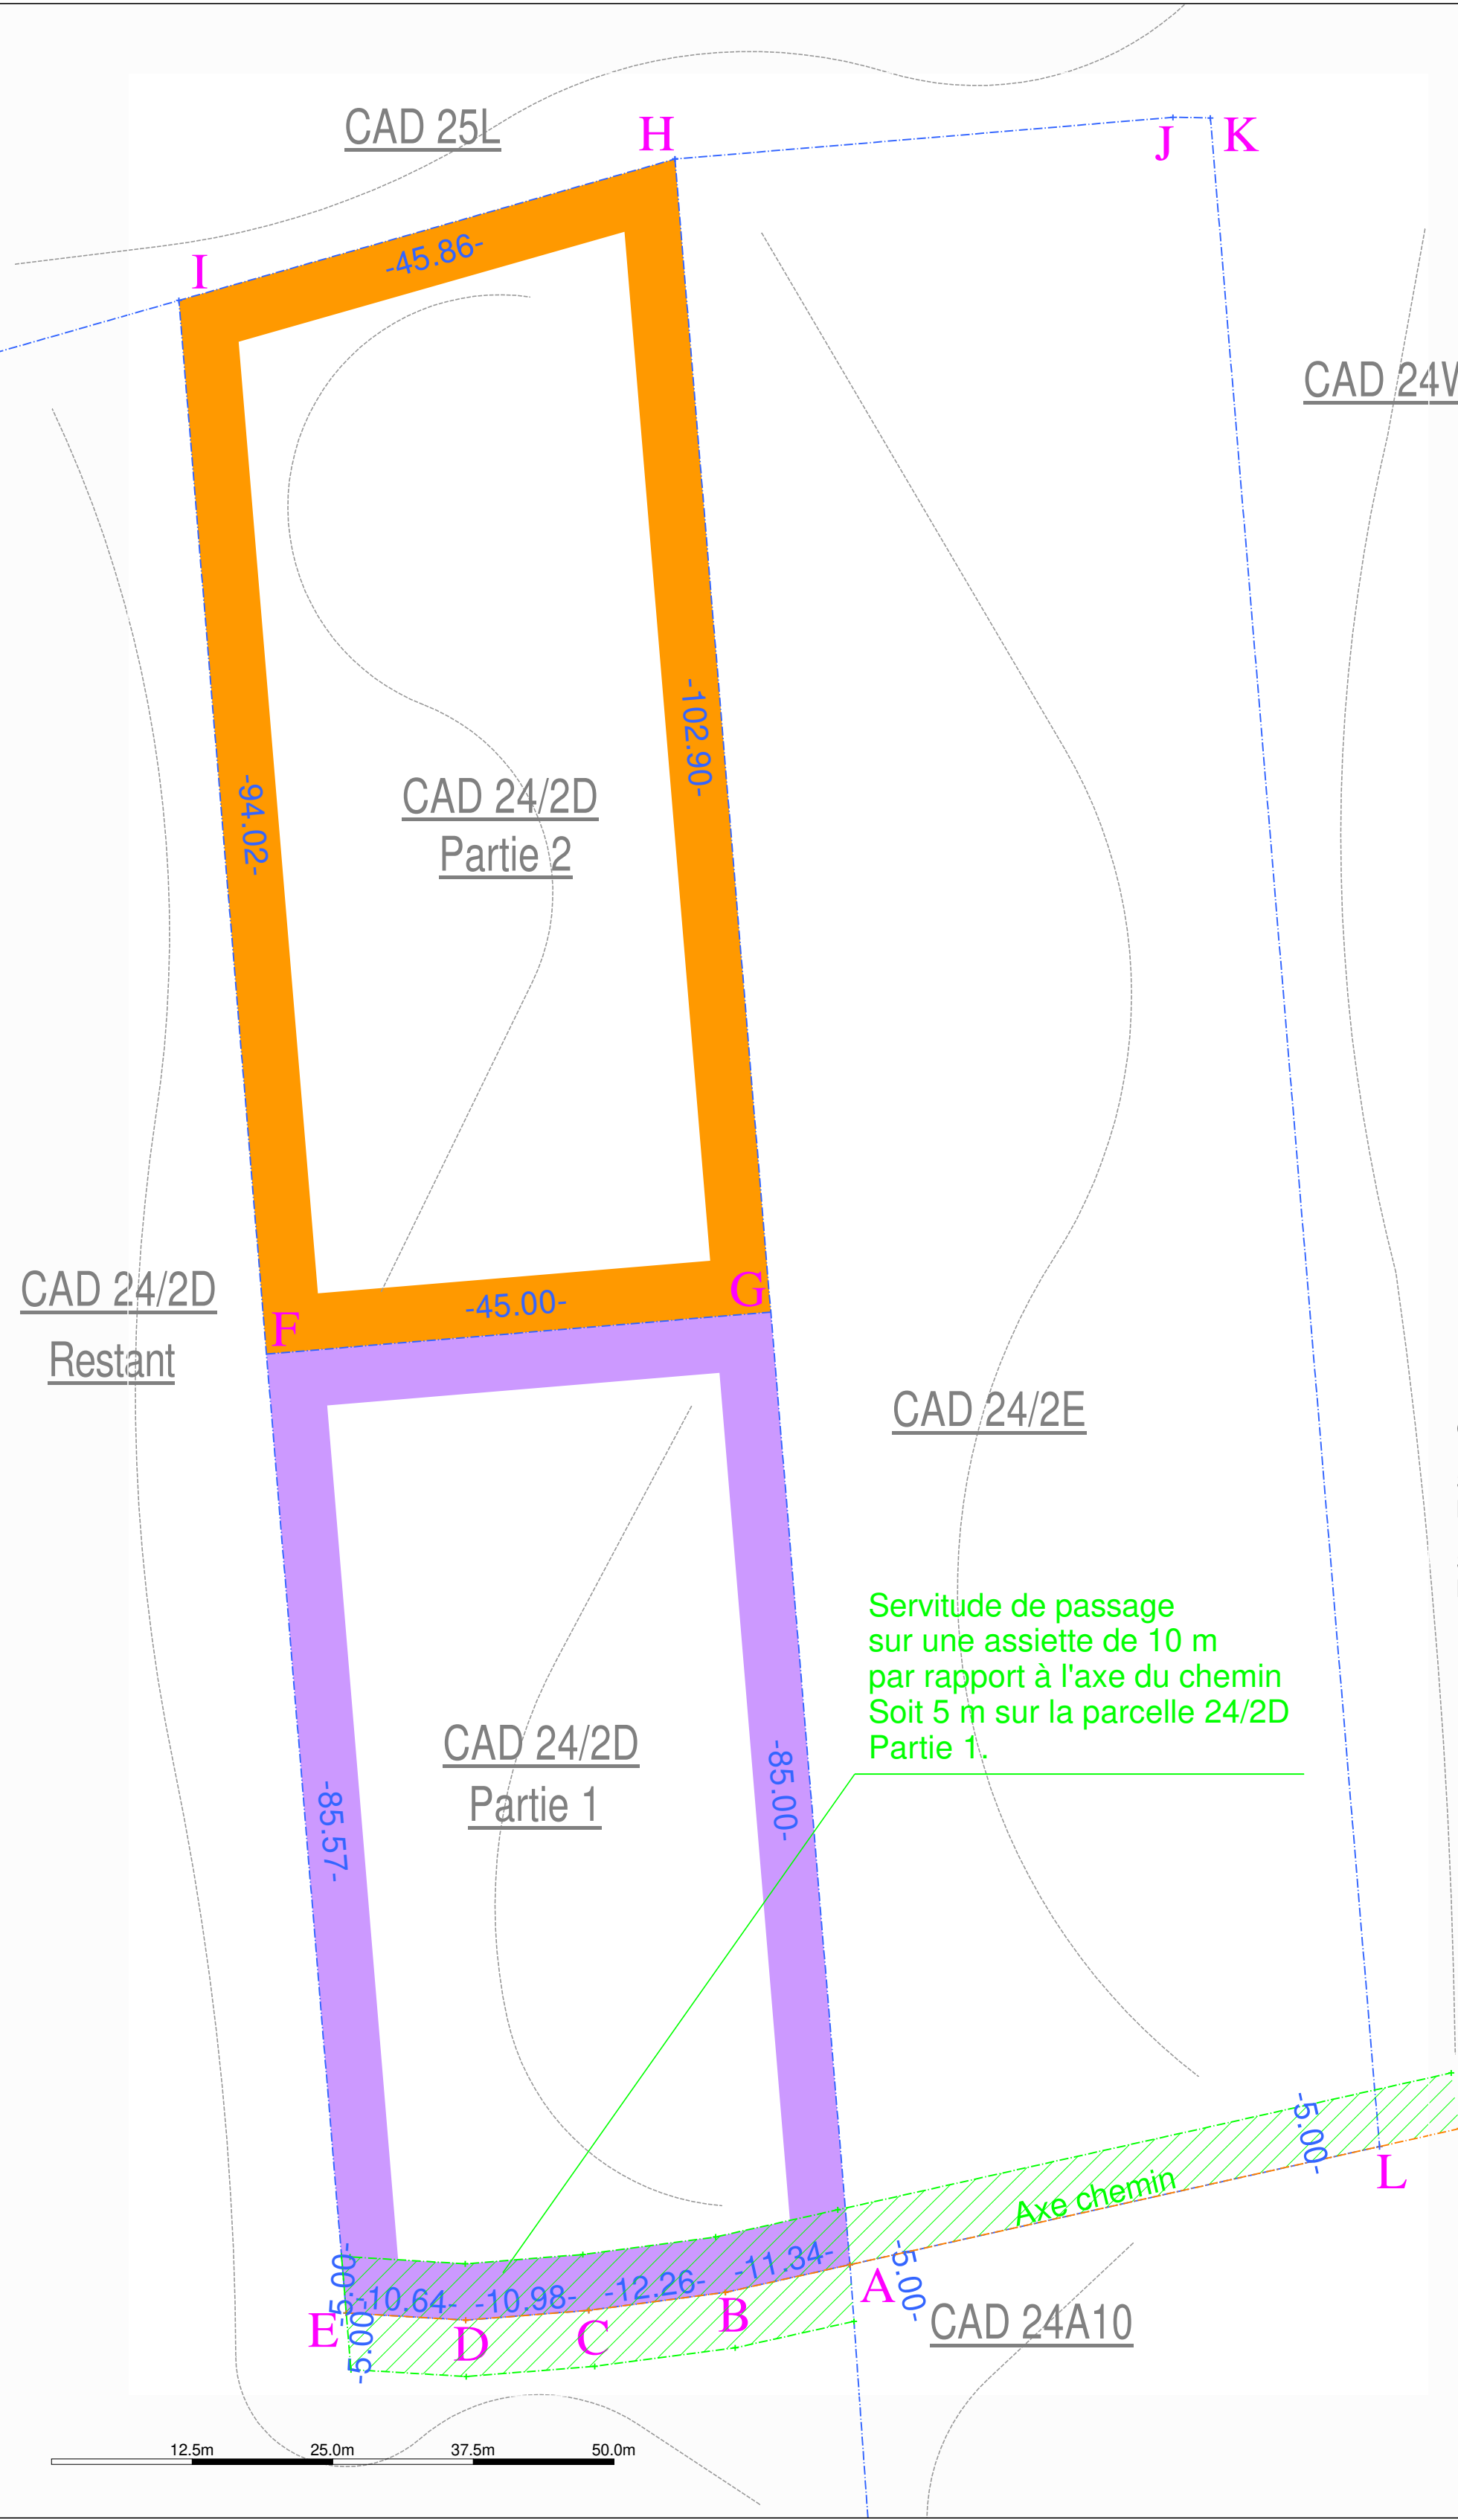 CAD 25L
H
J
K
I
-45.86-
CAD 24W
-102.90-
-94.02-
CAD 24/2D
Partie 2
CAD 24/2D
Restant
F
-45.00-
G
CAD 24/2E
Servitude de passage
sur une assiette de 10 m
par rapport à l'axe du chemin
Soit 5 m sur la parcelle 24/2D
Partie 1.
CAD 24/2D
Partie 1
-85.00-
-85.57-
-5.00-
L
Axe chemin
-5.00-
-10.64-
-10.98-
-12.26-
-11.34-
A
-5.00-
E
D
C
B
-5.00-
CAD 24A10
12.5m
25.0m
37.5m
50.0m